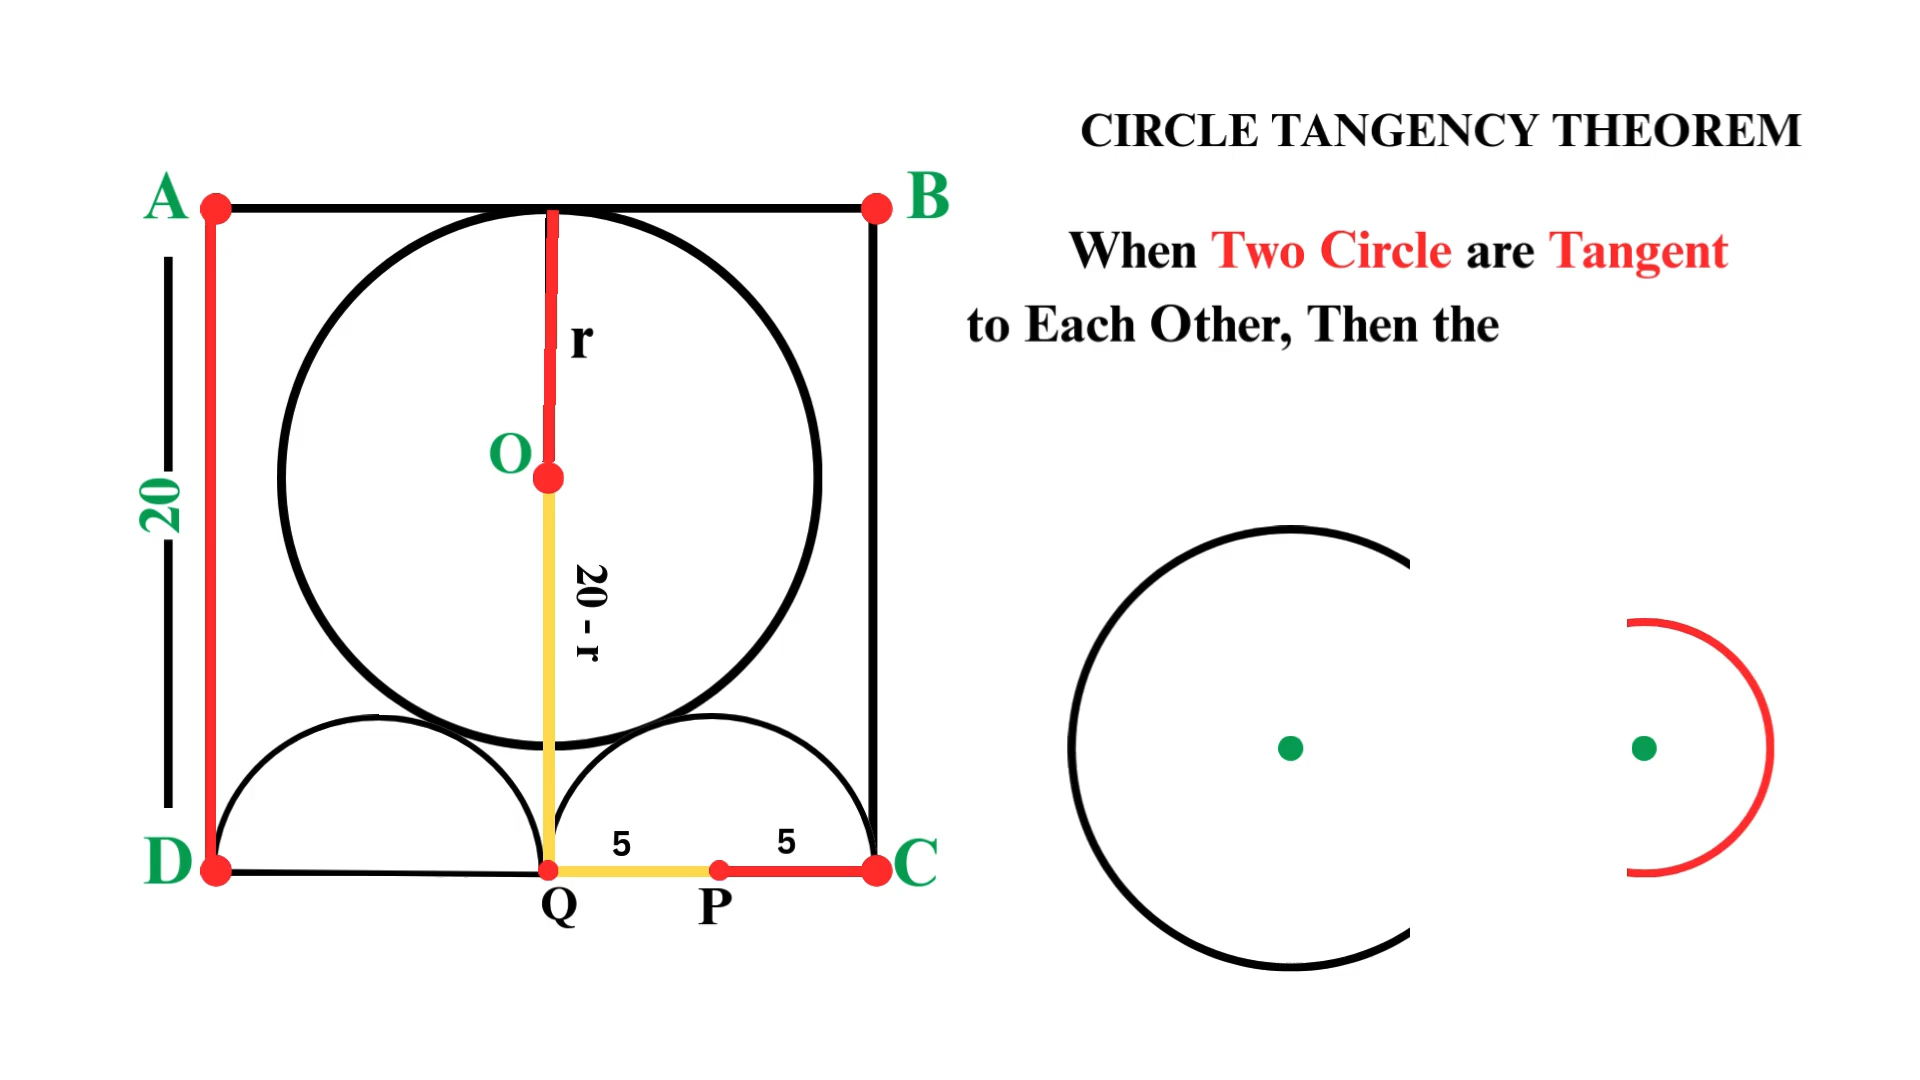 CIRCLE TANGENCY THEOREM
When Two Circle are Tangent
to Each Other, Then the
A
B
r
O
20
20 - r
5
5
D
C
Q
P